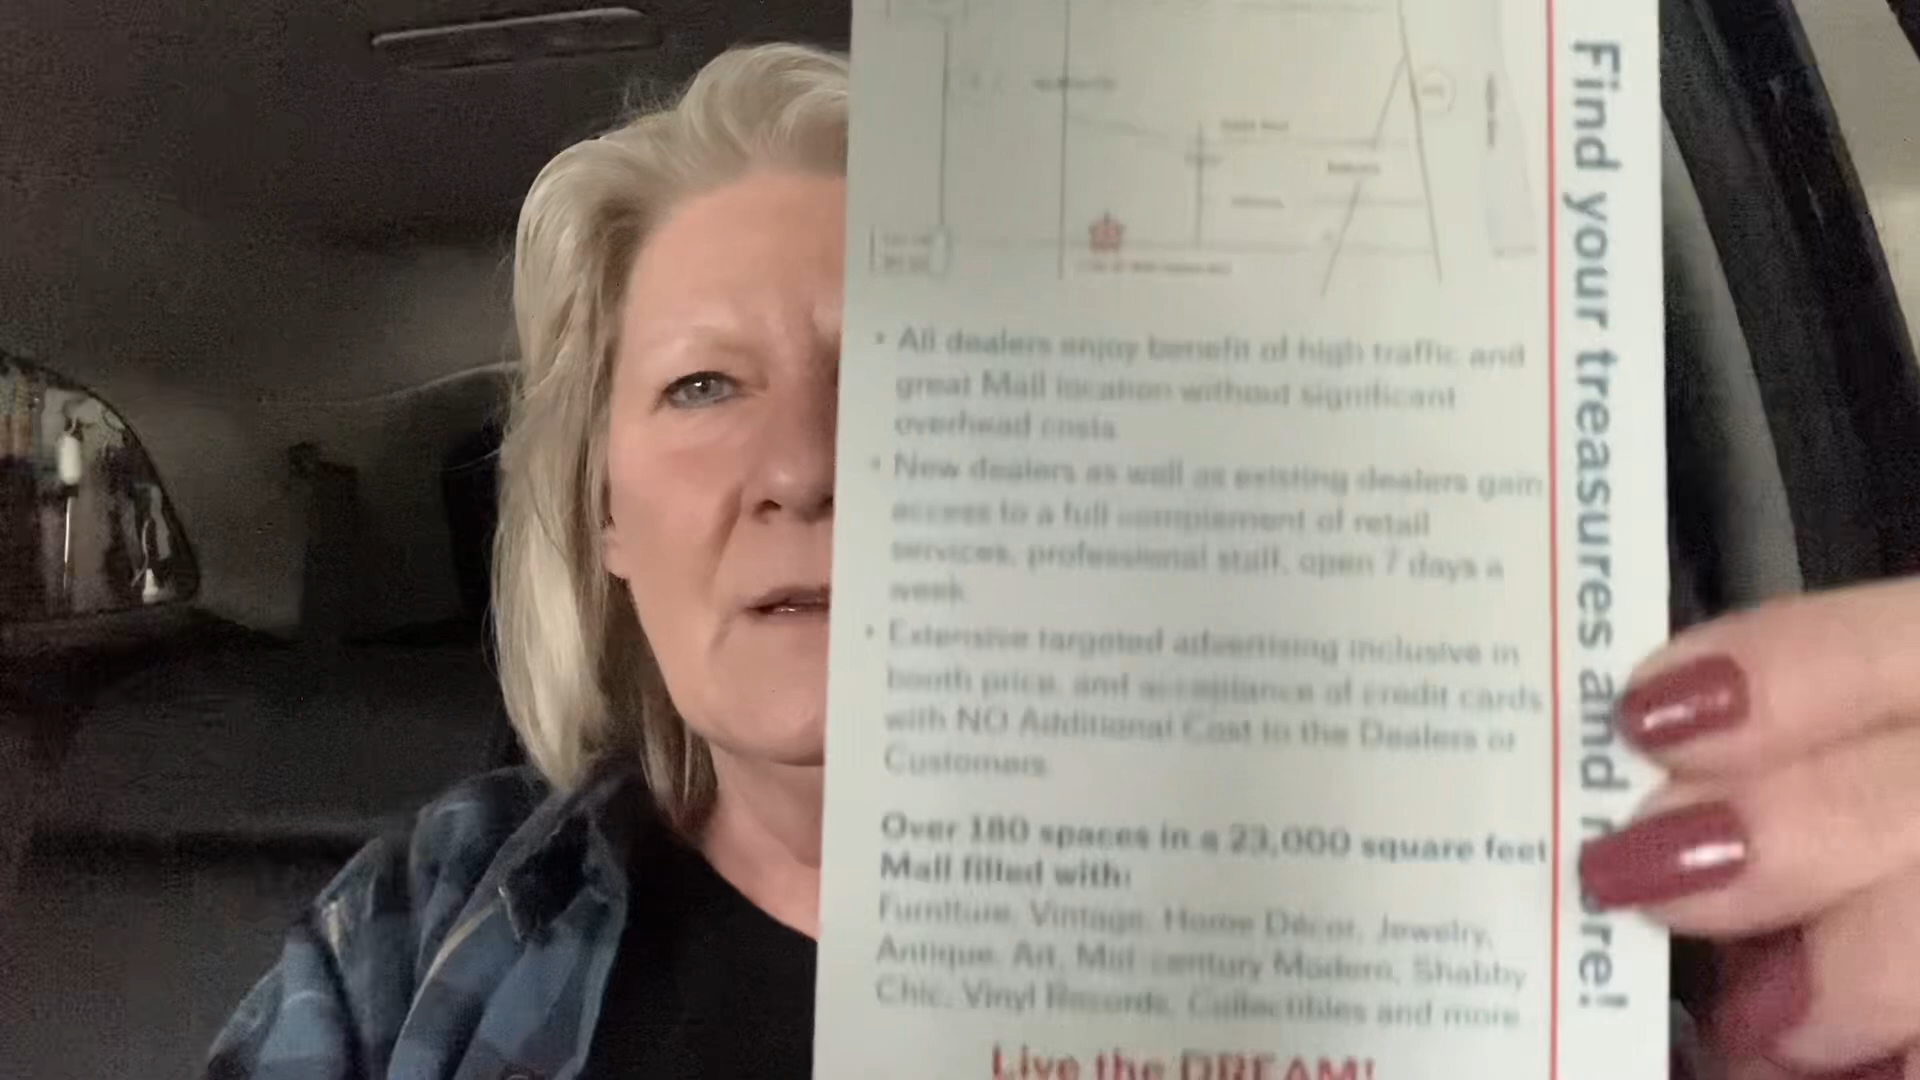 • All dealers enjoy benefit of high traffic and
great Mall location without significant
overhead costs
• New dealers as well as existing dealers gain
access to a full complement of retail
services, professional staff, open 7 days a
week.
• Extensive targeted advertising inclusive in
booth price, and acceptance of credit cards
with NO Additional Cost to the Dealers or
Customers.
Over 180 spaces in a 23,000 square feet
Mall filled with:
Furniture, Vintage, Home Décor, Jewelry,
Antique, Art, Mid-century Modern, Shabby
Chic, Vinyl Records, Collectibles and more
Live the DREAM!
Find your treasures and re!